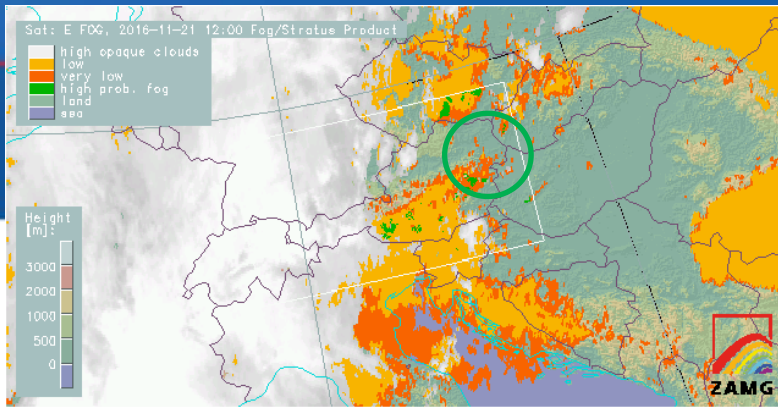 Sat: E FOG, 2016-11-21 12:00 Fog/Stratus Product
high opaque clouds
low
very low
high prob. fog
land
sea
Height
[m]:
3000
2000
1000
500
0
ZAMG